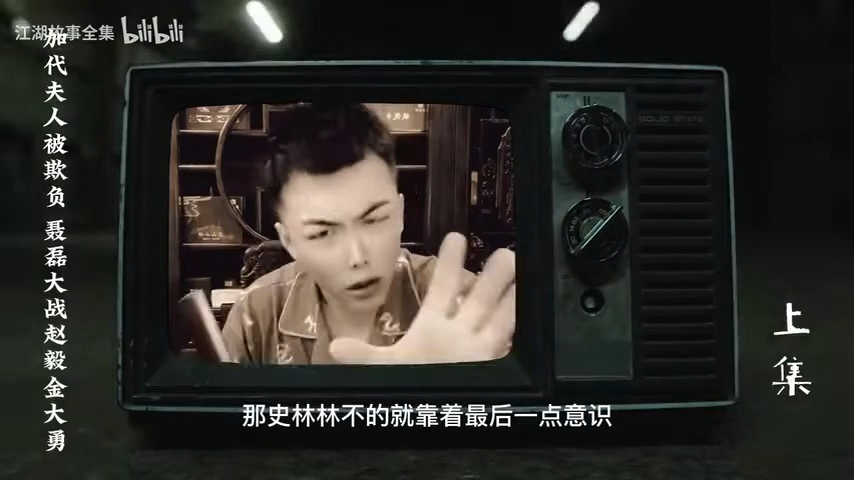 江湖故事全集 bilibili
加代夫人被欺负 聂磊大战赵毅金大勇
SOLID STATE
上集
那史林林不的就靠着最后一点意识